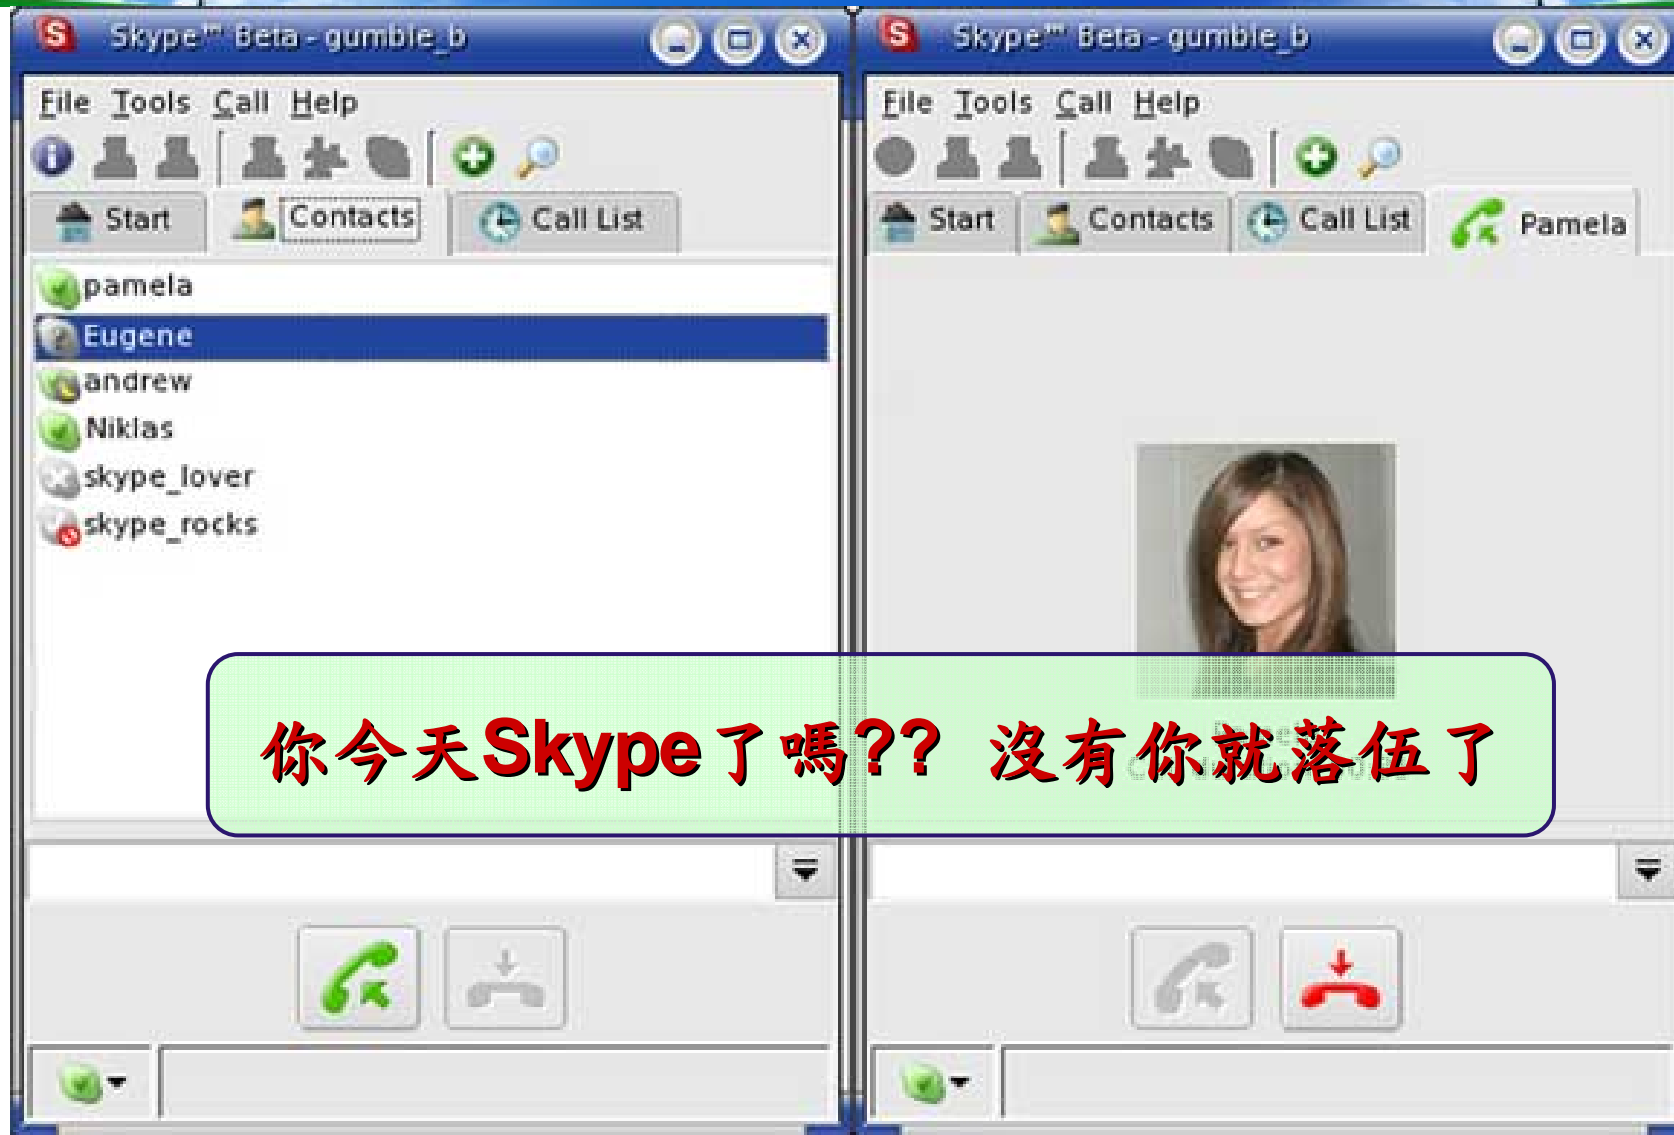 Skype™ Beta - gumble_b
File Tools Call Help
Start Contacts Call List
pamela
Eugene
andrew
Niklas
skype_lover
skype_rocks
Skype™ Beta - gumble_b
File Tools Call Help
Start Contacts Call List Pamela
你今天Skype了嗎?? 沒有你就落伍了